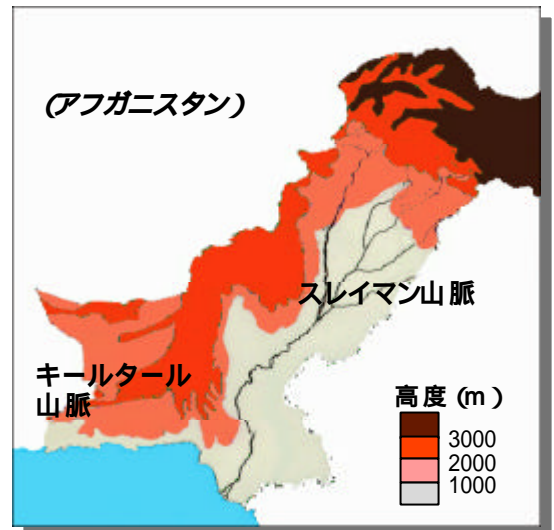 (アフガニスタン)
スレイマン山脈
キールタール
山脈
高度 (m)
3000
2000
1000